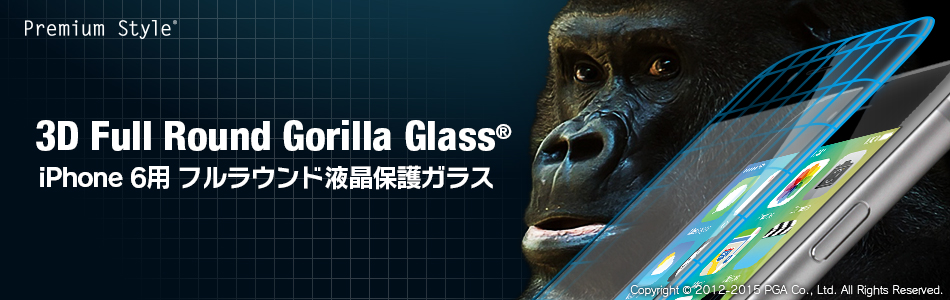 Premium Style®
3D Full Round Gorilla Glass®
iPhone 6用 フルラウンド液晶保護ガラス
Copyright © 2012-2015 PGA Co., Ltd. All Rights Reserved.